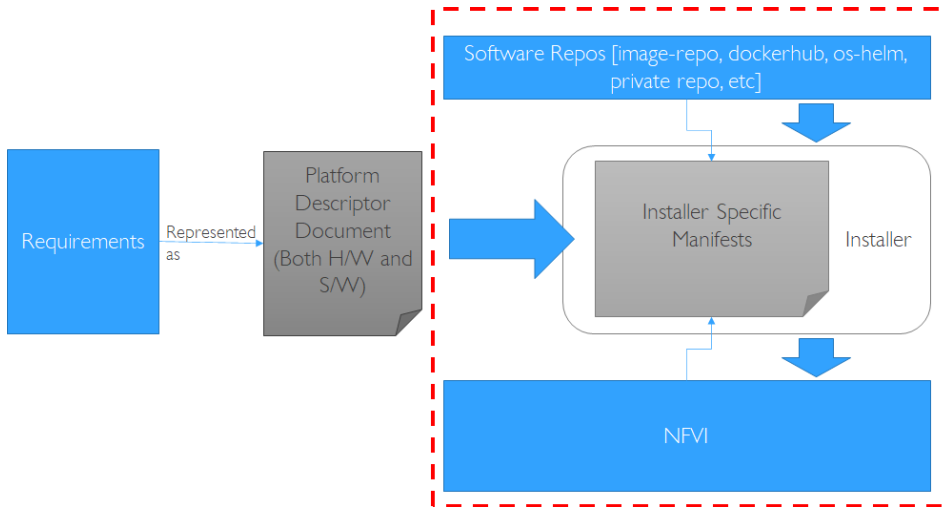 Software Repos [image-repo, dockerhub, os-helm,
private repo, etc]
Requirements
Represented
as
Platform
Descriptor
Document
(Both H/W and
S/W)
Installer Specific
Manifests
Installer
NFVI